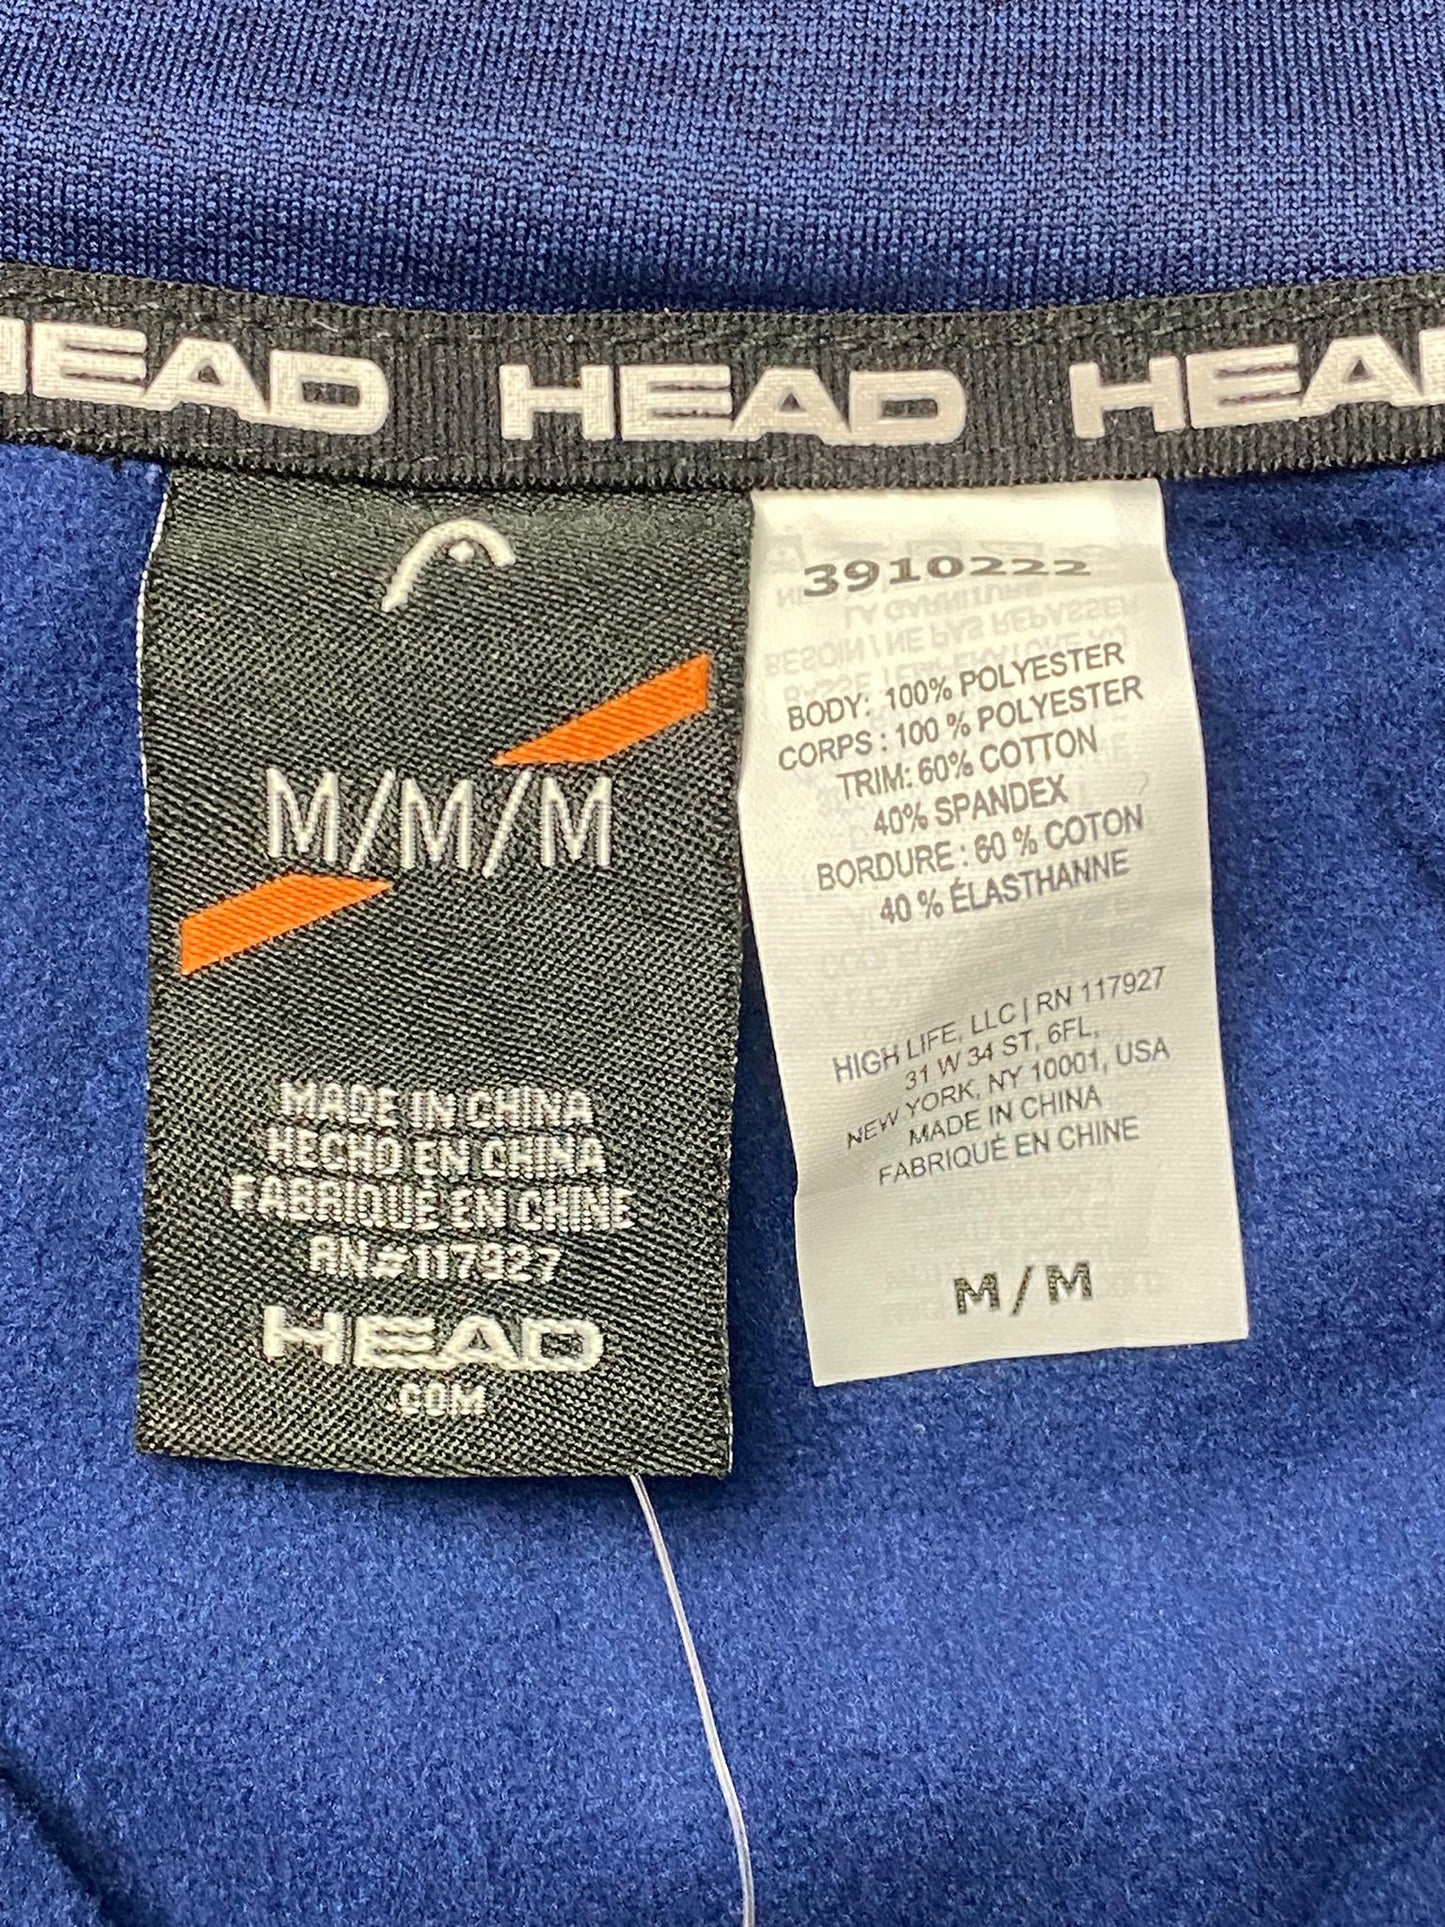 HEAD HEAD HEA
M/M/M
MADE IN CHINA
HECHO EN CHINA
FABRIQUÉ EN CHINE
RN#117927
HEAD
.COM
3910222
BODY: 100% POLYESTER
CORPS : 100 % POLYESTER
TRIM: 60% COTTON
40% SPANDEX
BORDURE : 60 % COTON
40 % ÉLASTHANNE
HIGH LIFE, LLC | RN 117927
31 W 34 ST, 6FL,
NEW YORK, NY 10001, USA
MADE IN CHINA
FABRIQUÉ EN CHINE
M/M